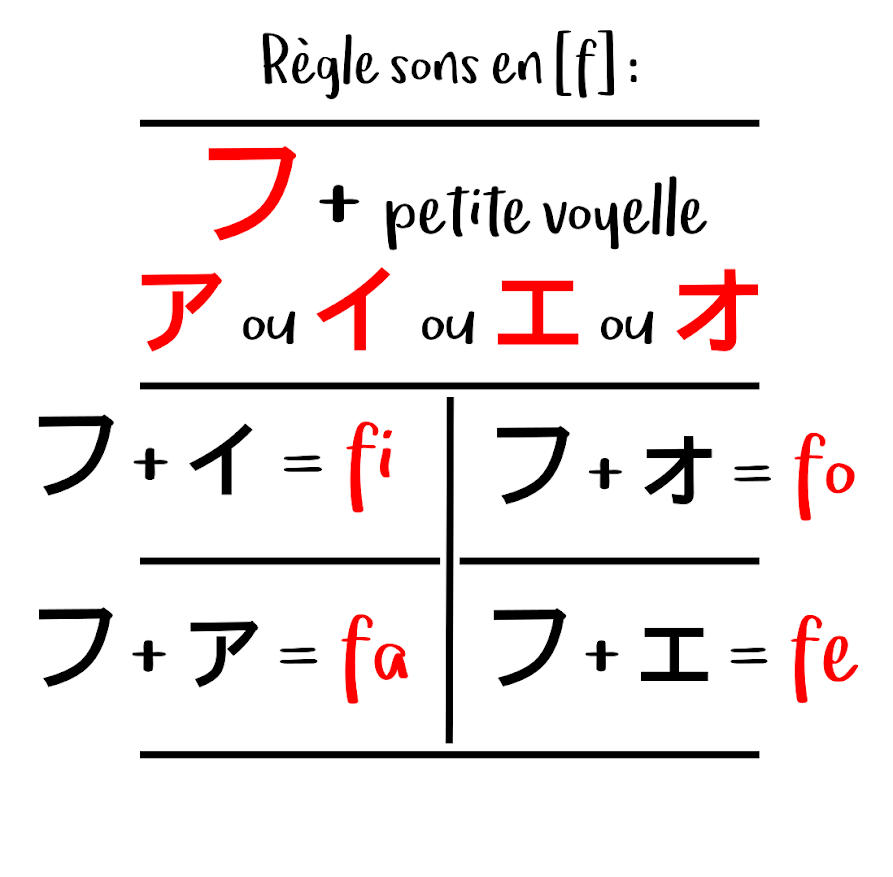 Règle sons en [f] :
フ + petite voyelle
ア ou イ ou エ ou オ
フ + イ = fi
フ + オ = fo
フ + ア = fa
フ + エ = fe